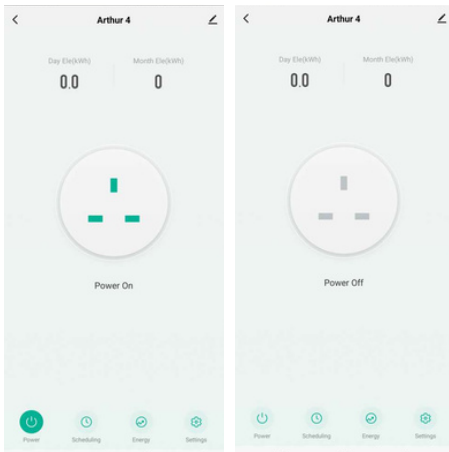 Arthur 4
Day Ele(kWh) Month Ele(kWh)
0.0 0
Power On
Power Scheduling Energy Settings
Arthur 4
Day Ele(kWh) Month Ele(kWh)
0.0 0
Power Off
Power Scheduling Energy Settings